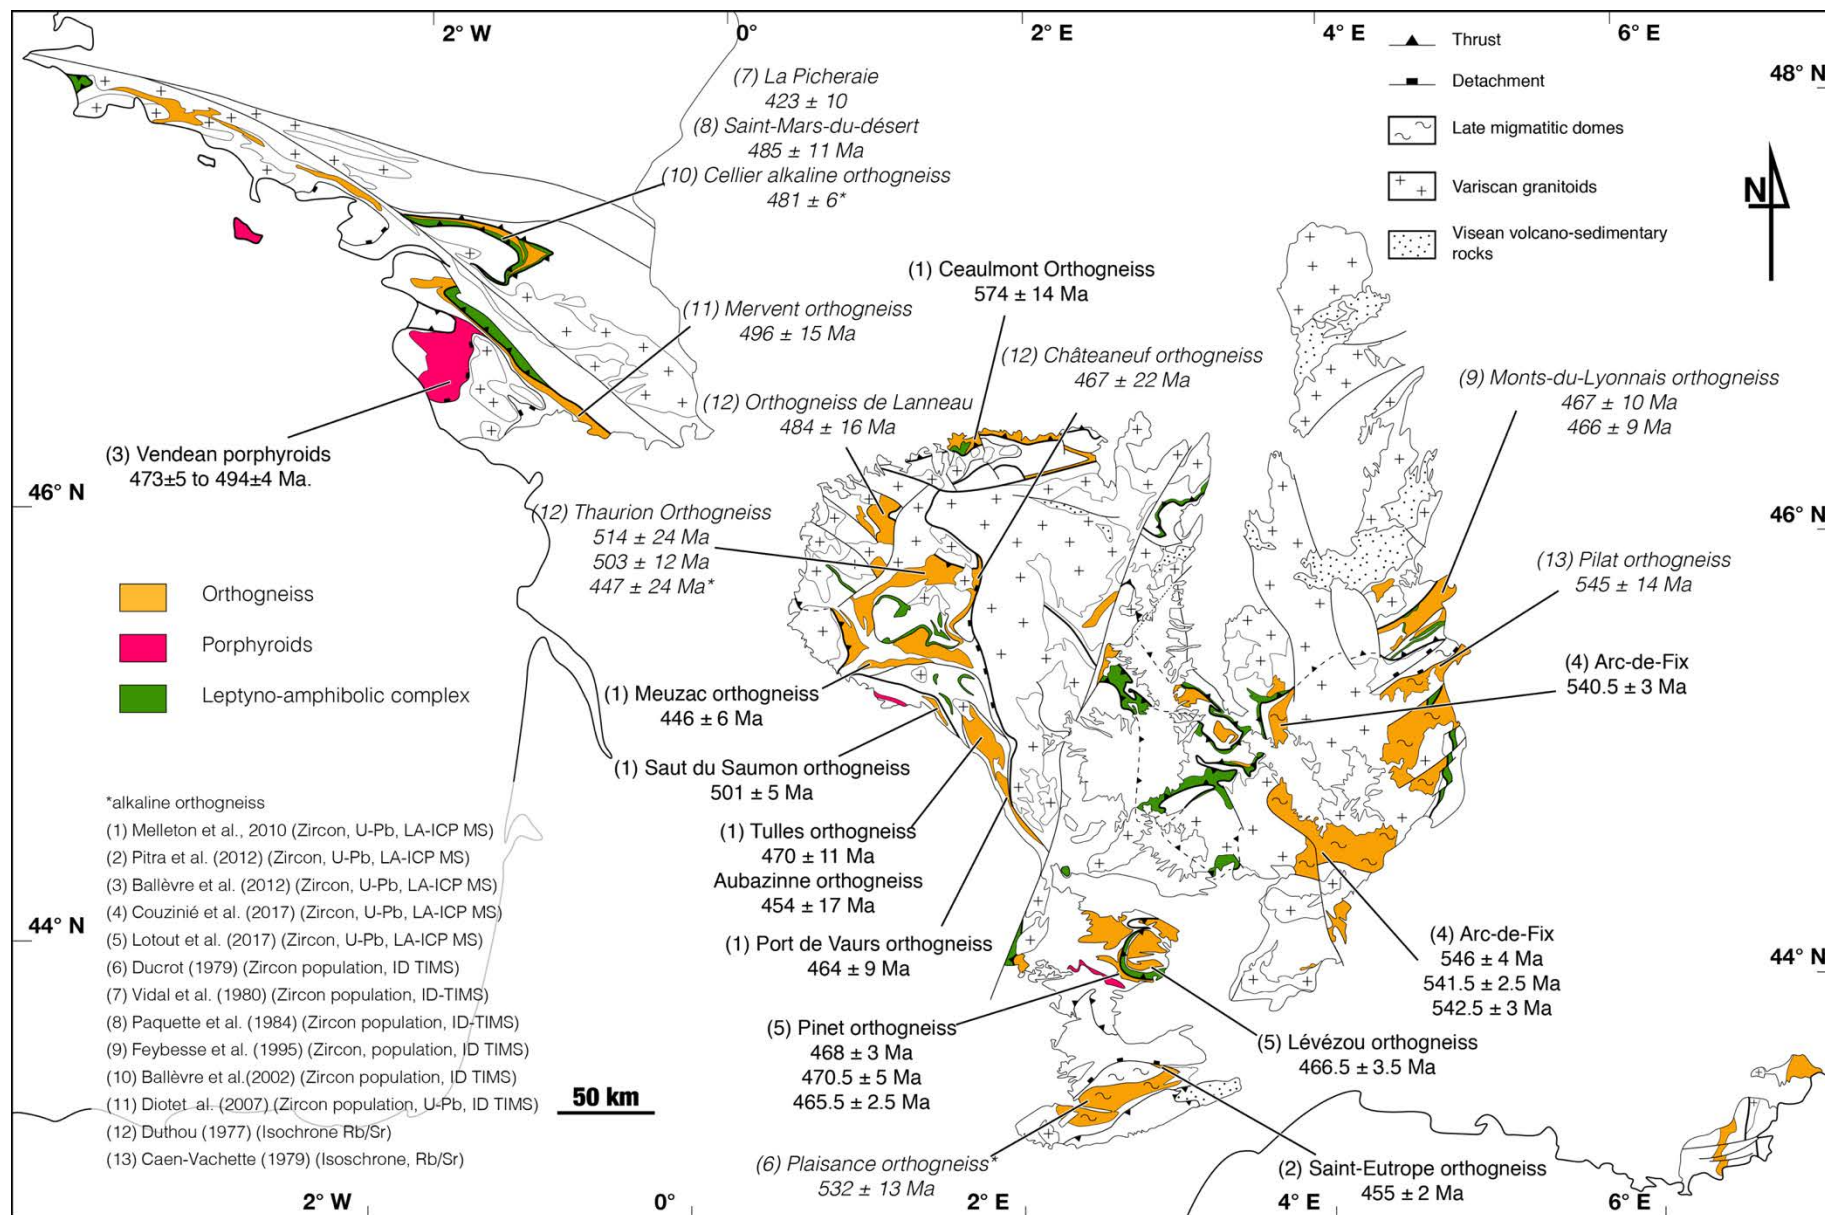 2° W
0°
2° E
4° E
6° E
48° N
Thrust
Detachment
Late migmatitic domes
Variscan granitoids
Visean volcano-sedimentary
rocks
N
(7) La Picheraie
423 ± 10
(8) Saint-Mars-du-désert
485 ± 11 Ma
(10) Cellier alkaline orthogneiss
481 ± 6*
(1) Ceaulmont Orthogneiss
574 ± 14 Ma
(11) Mervent orthogneiss
496 ± 15 Ma
(12) Châteaneuf orthogneiss
467 ± 22 Ma
(9) Monts-du-Lyonnais orthogneiss
467 ± 10 Ma
466 ± 9 Ma
(12) Orthogneiss de Lanneau
484 ± 16 Ma
(3) Vendean porphyroids
473±5 to 494±4 Ma.
46° N
46° N
(12) Thaurion Orthogneiss
514 ± 24 Ma
503 ± 12 Ma
447 ± 24 Ma*
(13) Pilat orthogneiss
545 ± 14 Ma
Orthogneiss
Porphyroids
Leptyno-amphibolic complex
(4) Arc-de-Fix
540.5 ± 3 Ma
(1) Meuzac orthogneiss
446 ± 6 Ma
(1) Saut du Saumon orthogneiss
501 ± 5 Ma
(1) Tulles orthogneiss
470 ± 11 Ma
Aubazinne orthogneiss
454 ± 17 Ma
(1) Port de Vaurs orthogneiss
464 ± 9 Ma
44° N
44° N
(4) Arc-de-Fix
546 ± 4 Ma
541.5 ± 2.5 Ma
542.5 ± 3 Ma
(5) Pinet orthogneiss
468 ± 3 Ma
470.5 ± 5 Ma
465.5 ± 2.5 Ma
(5) Lévézou orthogneiss
466.5 ± 3.5 Ma
(6) Plaisance orthogneiss*
532 ± 13 Ma
(2) Saint-Eutrope orthogneiss
455 ± 2 Ma
*alkaline orthogneiss
(1) Melleton et al., 2010 (Zircon, U-Pb, LA-ICP MS)
(2) Pitra et al. (2012) (Zircon, U-Pb, LA-ICP MS)
(3) Ballèvre et al. (2012) (Zircon, U-Pb, LA-ICP MS)
(4) Couzinié et al. (2017) (Zircon, U-Pb, LA-ICP MS)
(5) Lotout et al. (2017) (Zircon, U-Pb, LA-ICP MS)
(6) Ducrot (1979) (Zircon population, ID TIMS)
(7) Vidal et al. (1980) (Zircon population, ID-TIMS)
(8) Paquette et al. (1984) (Zircon population, ID-TIMS)
(9) Feybesse et al. (1995) (Zircon, population, ID TIMS)
(10) Ballèvre et al.(2002) (Zircon population, ID TIMS)
(11) Diotet al. (2007) (Zircon population, U-Pb, ID TIMS)
(12) Duthou (1977) (Isochrone Rb/Sr)
(13) Caen-Vachette (1979) (Isoschrone, Rb/Sr)
50 km
2° W
0°
2° E
4° E
6° E